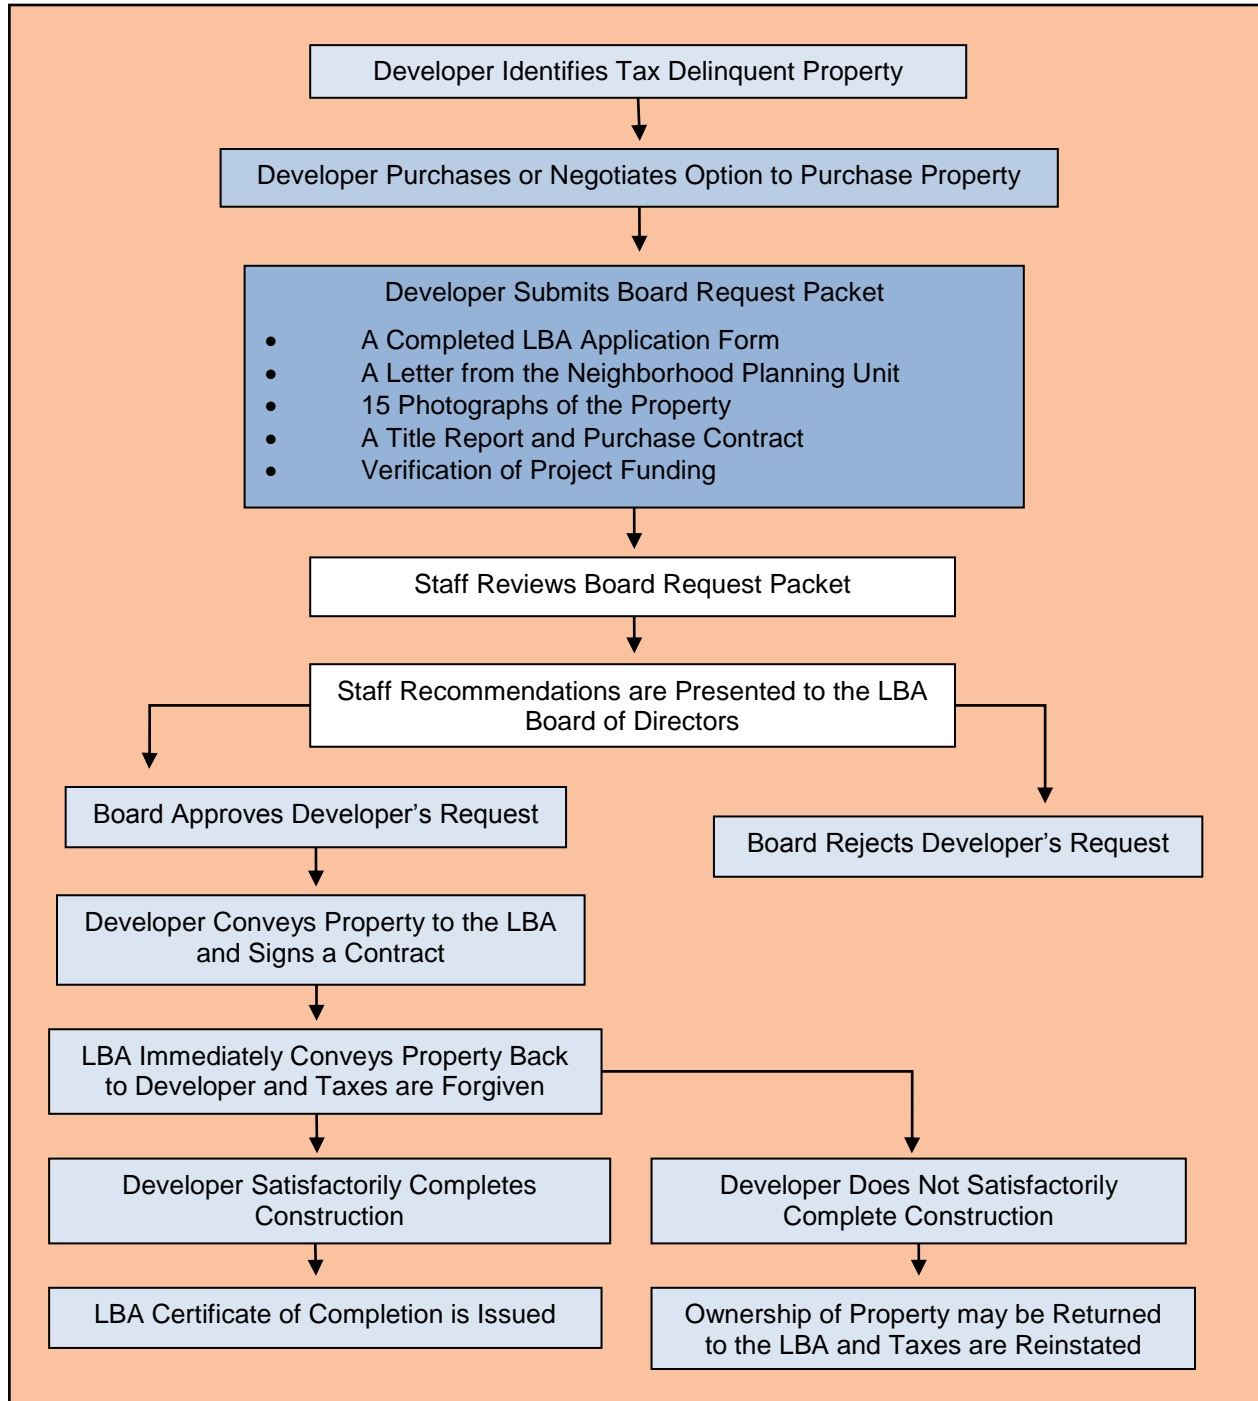 Developer Identifies Tax Delinquent Property
Developer Purchases or Negotiates Option to Purchase Property
Developer Submits Board Request Packet
• A Completed LBA Application Form
• A Letter from the Neighborhood Planning Unit
• 15 Photographs of the Property
• A Title Report and Purchase Contract
• Verification of Project Funding
Staff Reviews Board Request Packet
Staff Recommendations are Presented to the LBA
Board of Directors
Board Approves Developer’s Request
Board Rejects Developer’s Request
Developer Conveys Property to the LBA
and Signs a Contract
LBA Immediately Conveys Property Back
to Developer and Taxes are Forgiven
Developer Satisfactorily Completes
Construction
Developer Does Not Satisfactorily
Complete Construction
LBA Certificate of Completion is Issued
Ownership of Property may be Returned
to the LBA and Taxes are Reinstated